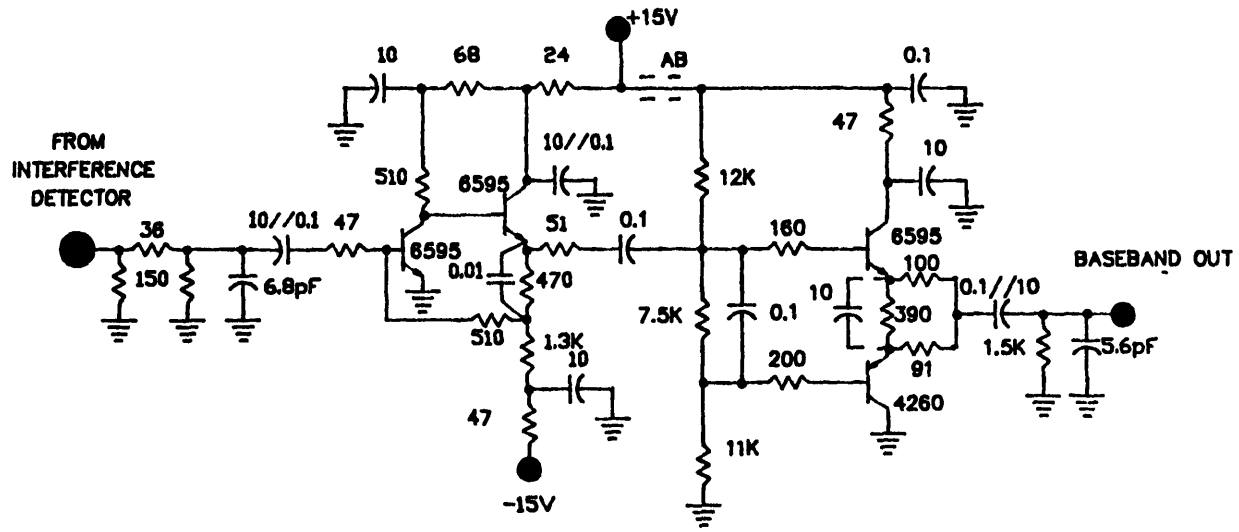 +15V
10
68
24
AB
0.1
FROM
INTERFERENCE
DETECTOR
47
10//0.1
10
510
6595
12K
36
10//0.1
47
51
0.1
160
6595
6595
BASEBAND OUT
100
0.1//10
150
6.8pF
0.01
470
7.5K
0.1
10
390
510
1.3K
10
200
91
1.5K
5.6pF
4260
47
11K
-15V